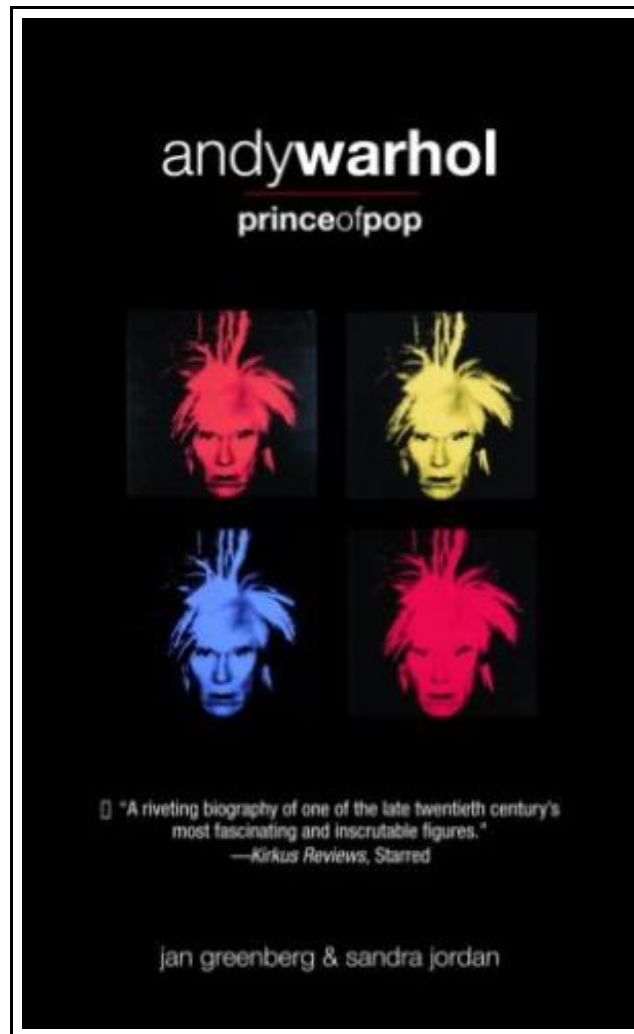 andywarhol
princeofpop
"A riveting biography of one of the late twentieth century's
most fascinating and inscrutable figures."
—Kirkus Reviews, Starred
jan greenberg & sandra jordan